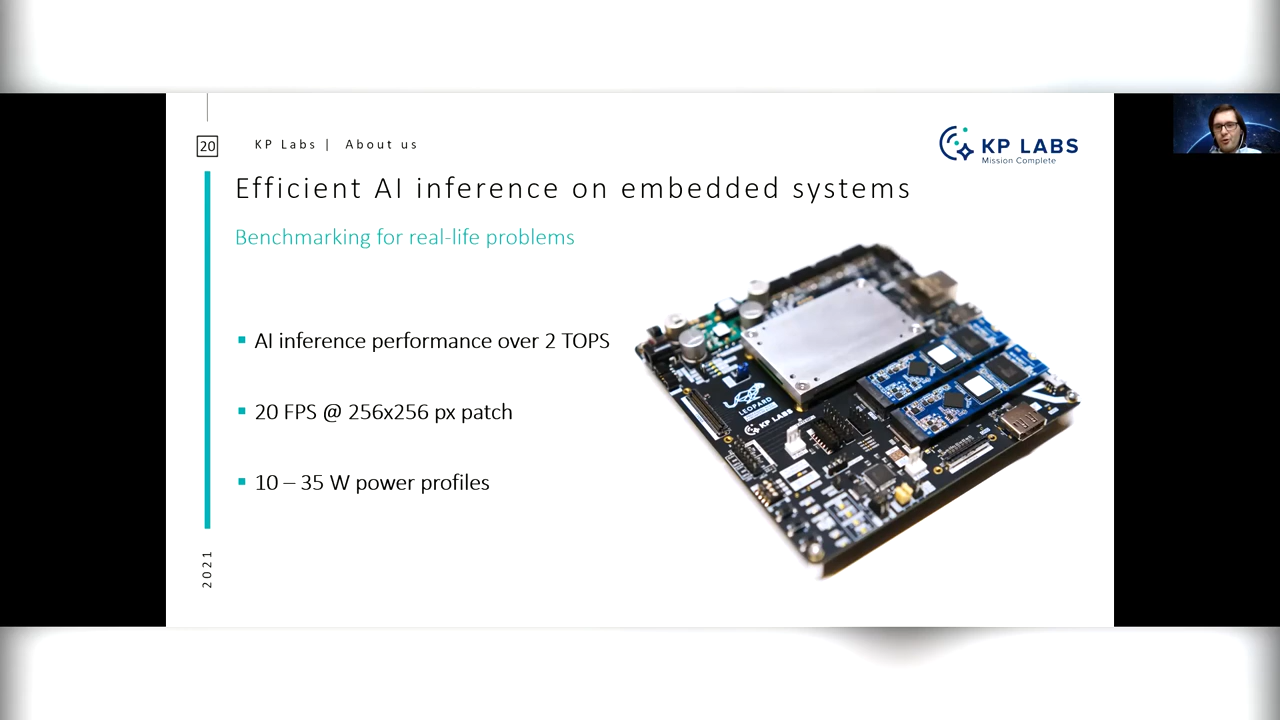 20
KP Labs | About us
KP LABS
Mission Complete
Efficient AI inference on embedded systems
Benchmarking for real-life problems
AI inference performance over 2 TOPS
20 FPS @ 256x256 px patch
10 – 35 W power profiles
2021
LEOPARD
KP LABS